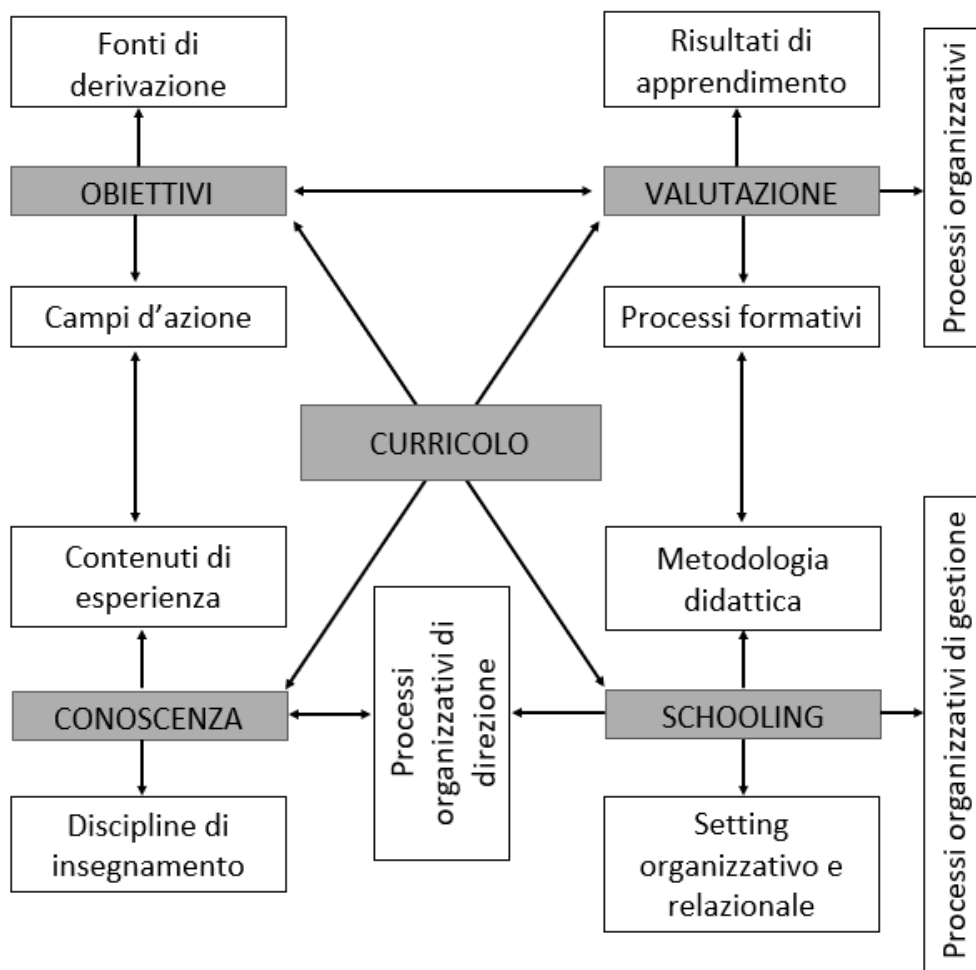 Fonti di
derivazione
Risultati di
apprendimento
Processi organizzativi
OBIETTIVI
VALUTAZIONE
Campi d’azione
Processi formativi
CURRICOLO
Contenuti di
esperienza
Metodologia
didattica
Processi organizzativi di gestione
Processi
organizzativi di
direzione
CONOSCENZA
SCHOOLING
Discipline di
insegnamento
Setting
organizzativo e
relazionale